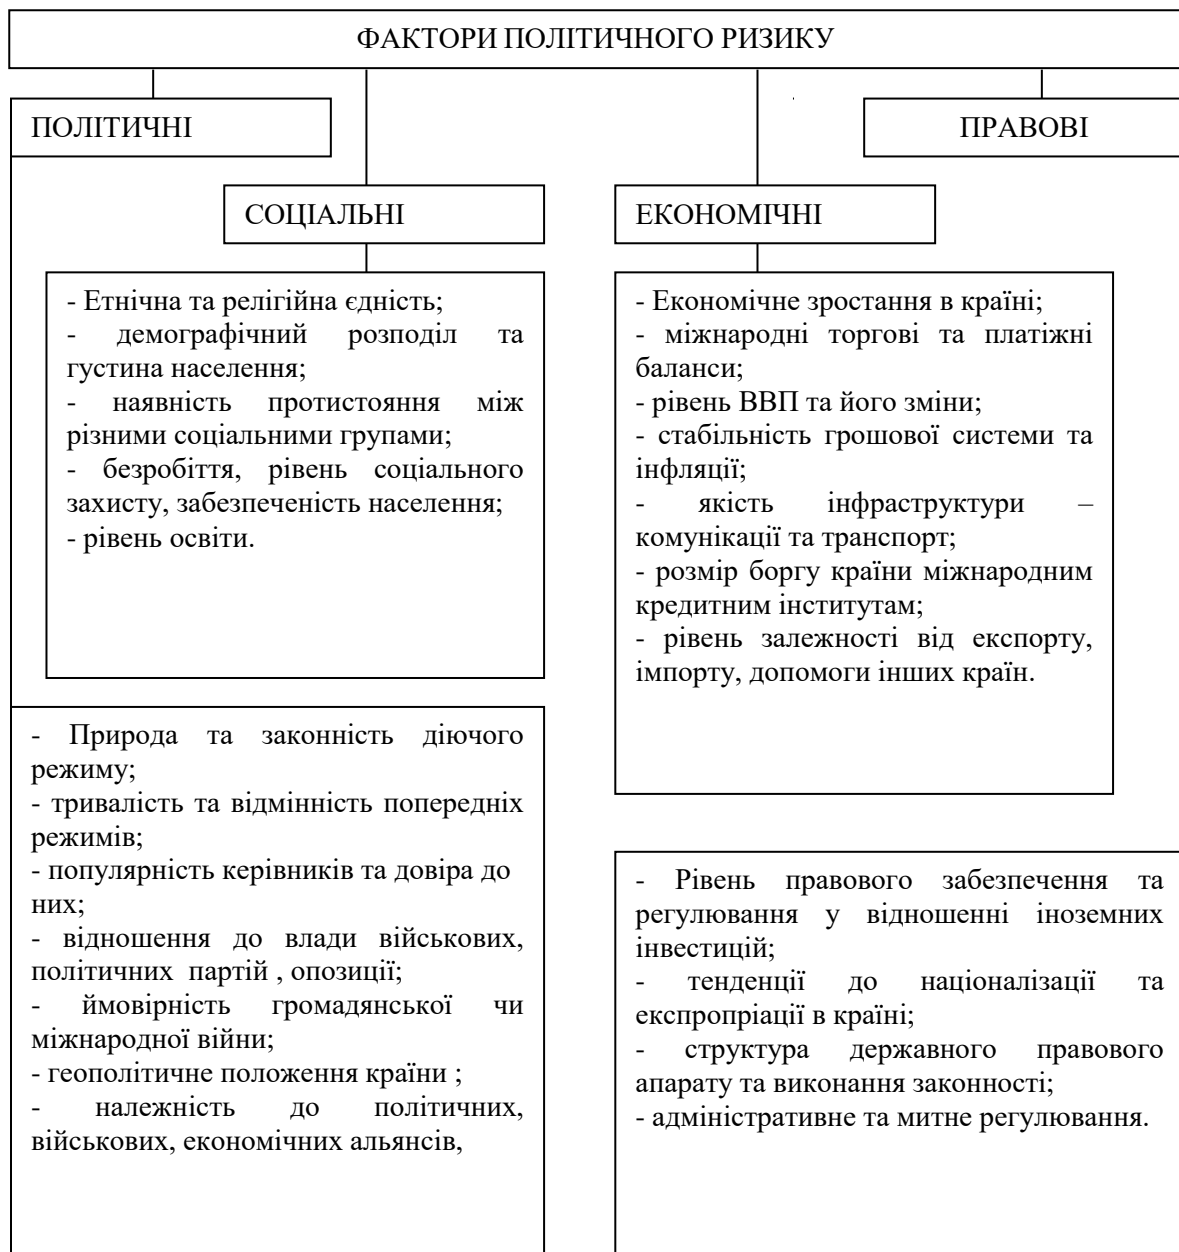 ФАКТОРИ ПОЛІТИЧНОГО РИЗИКУ
ПОЛІТИЧНІ
ПРАВОВІ
СОЦІАЛЬНІ
ЕКОНОМІЧНІ
- Етнічна та релігійна єдність;
- демографічний розподіл та
густина населення;
- наявність протистояння між
різними соціальними групами;
- безробіття, рівень соціального
захисту, забезпеченість населення;
- рівень освіти.
- Економічне зростання в країні;
- міжнародні торгові та платіжні
баланси;
- рівень ВВП та його зміни;
- стабільність грошової системи та
інфляції;
- якість інфраструктури –
комунікації та транспорт;
- розмір боргу країни міжнародним
кредитним інститутам;
- рівень залежності від експорту,
імпорту, допомоги інших країн.
- Природа та законність діючого
режиму;
- тривалість та відмінність попередніх
режимів;
- популярність керівників та довіра до
них;
- відношення до влади військових,
політичних партій , опозиції;
- ймовірність громадянської чи
міжнародної війни;
- геополітичне положення країни ;
- належність до політичних,
військових, економічних альянсів,
- Рівень правового забезпечення та
регулювання у відношенні іноземних
інвестицій;
- тенденції до націоналізації та
експропріації в країні;
- структура державного правового
апарату та виконання законності;
- адміністративне та митне регулювання.